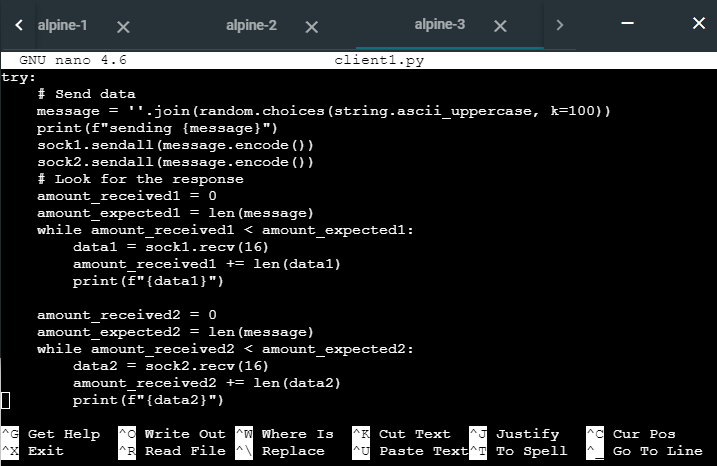 alpine-1 alpine-2 alpine-3
GNU nano 4.6 client1.py
try:
    # Send data
    message = ''.join(random.choices(string.ascii_uppercase, k=100))
    print(f"sending {message}")
    sock1.sendall(message.encode())
    sock2.sendall(message.encode())
    # Look for the response
    amount_received1 = 0
    amount_expected1 = len(message)
    while amount_received1 < amount_expected1:
        data1 = sock1.recv(16)
        amount_received1 += len(data1)
        print(f"{data1}")

    amount_received2 = 0
    amount_expected2 = len(message)
    while amount_received2 < amount_expected2:
        data2 = sock2.recv(16)
        amount_received2 += len(data2)
        print(f"{data2}")
^G Get Help ^O Write Out ^W Where Is ^K Cut Text ^J Justify ^C Cur Pos
^X Exit ^R Read File ^\ Replace ^U Paste Text ^T To Spell ^_ Go To Line